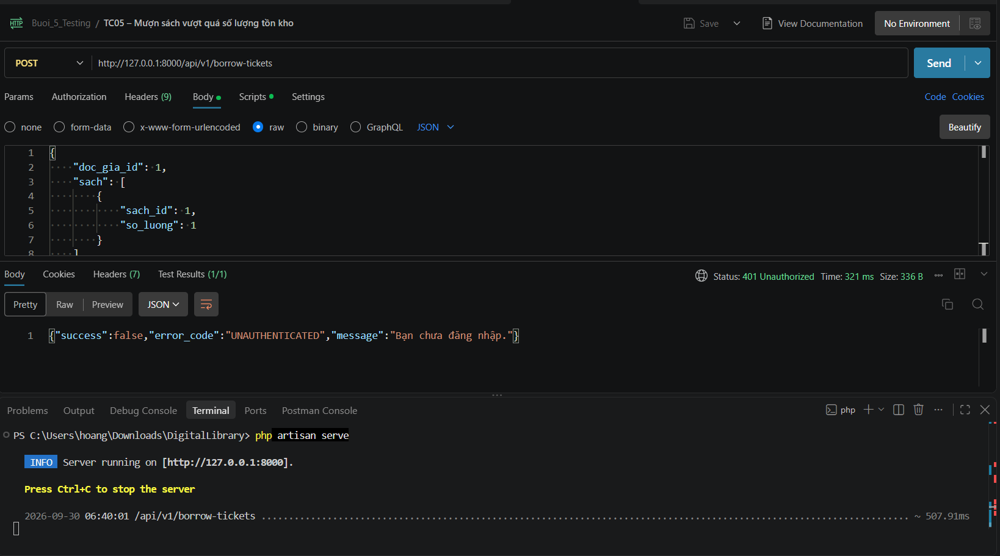 HTTP Buoi_5_Testing / TC05 – Mượn sách vượt quá số lượng tồn kho Save View Documentation No Environment
POST http://127.0.0.1:8000/api/v1/borrow-tickets Send
Params Authorization Headers (9) Body Scripts Settings Code Cookies
none form-data x-www-form-urlencoded raw binary GraphQL JSON Beautify
1 {
2 "doc_gia_id": 1,
3 "sach": [
4 {
5 "sach_id": 1,
6 "so_luong": 1
7 }
8 ]
Body Cookies Headers (7) Test Results (1/1) Status: 401 Unauthorized Time: 321 ms Size: 336 B
Pretty Raw Preview JSON
1 {"success":false,"error_code":"UNAUTHENTICATED","message":"Bạn chưa đăng nhập."}
Problems Output Debug Console Terminal Ports Postman Console php
PS C:\Users\hoang\Downloads\DigitalLibrary> php artisan serve
INFO Server running on [http://127.0.0.1:8000].
Press Ctrl+C to stop the server
2026-09-30 06:40:01 /api/v1/borrow-tickets ........................................................................................................... ~ 507.91ms